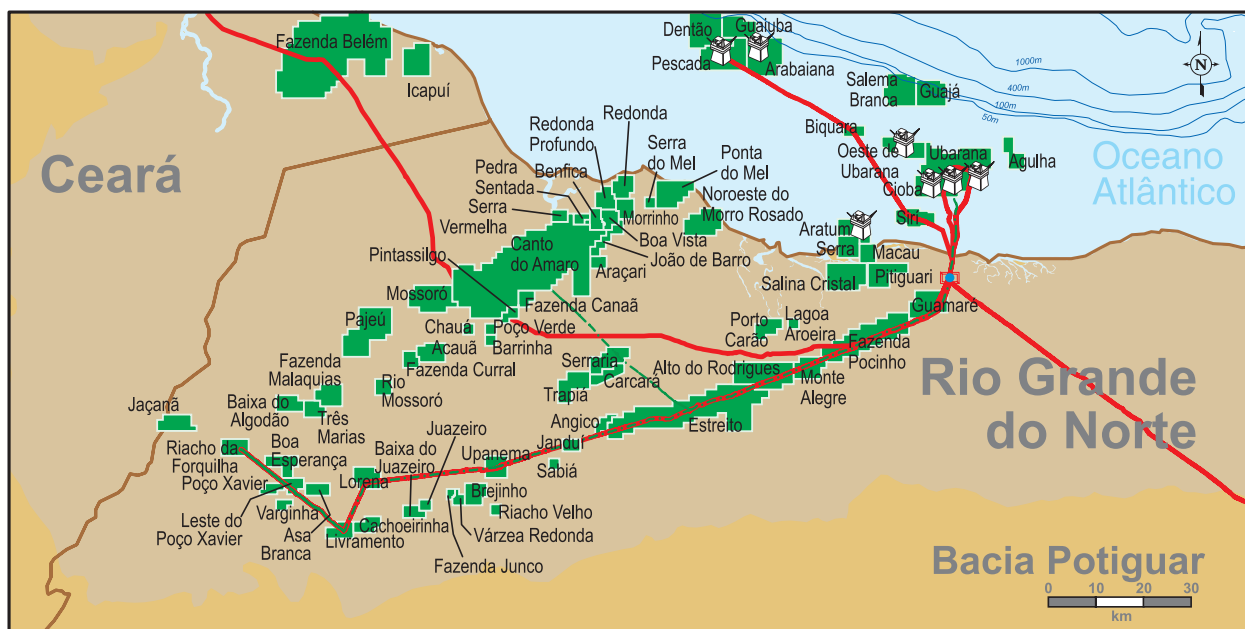 Fazenda Belém
Icapuí
Dentão
Guaiuba
Pescada
Arabaiana
1000m
400m
100m
50m
N
Salema
Branca
Guajá
Biquara
Oeste de
Ubarana
Ubarana
Cioba
Agulha
Oceano
Atlântico
Siri
Ceará
Redonda
Profundo
Redonda
Serra
do Mel
Ponta
do Mel
Pedra
Sentada
Benfica
Serra
Vermelha
Morrinho
Noroeste do
Morro Rosado
Boa Vista
João de Barro
Canto
do Amaro
Araçari
Aratum
Serra
Macau
Salina Cristal
Pitiguari
Guamaré
Pintassilgo
Mossoró
Fazenda Canaã
Pajeú
Chauá
Poço Verde
Acauã
Barrinha
Fazenda Curral
Porto
Carão
Lagoa
Aroeira
Fazenda
Pocinho
Serraria
Carcará
Alto do Rodrigues
Monte
Alegre
Trapiá
Rio
Mossoró
Fazenda
Malaquias
Jaçanã
Baixa do
Algodão
Três
Marias
Angico
Estreito
Rio Grande
do Norte
Riacho da
Forquilha
Boa
Esperança
Baixa do
Juazeiro
Juazeiro
Upanema
Janduí
Sabiá
Poço Xavier
Lorena
Brejinho
Leste do
Poço Xavier
Varginha
Asa
Branca
Livramento
Cachoeirinha
Riacho Velho
Várzea Redonda
Fazenda Junco
Bacia Potiguar
0 10 20 30
km